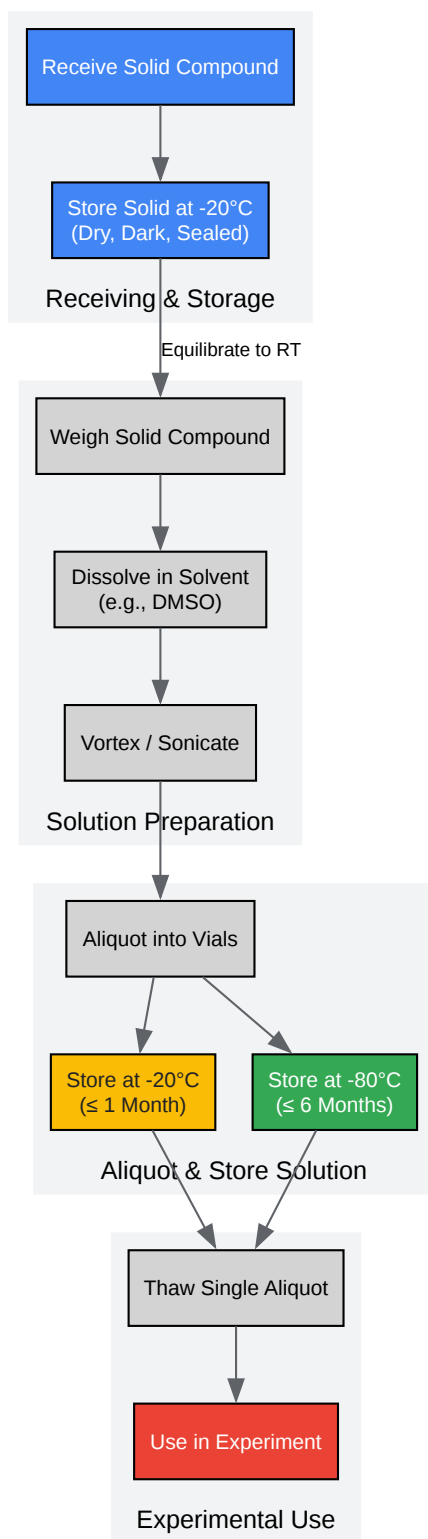 Receive Solid Compound
Store Solid at -20°C
(Dry, Dark, Sealed)
Receiving & Storage
Equilibrate to RT
Weigh Solid Compound
Dissolve in Solvent
(e.g., DMSO)
Vortex / Sonicate
Solution Preparation
Aliquot into Vials
Store at -20°C
(≤ 1 Month)
Store at -80°C
(≤ 6 Months)
Aliquot & Store Solution
Thaw Single Aliquot
Use in Experiment
Experimental Use